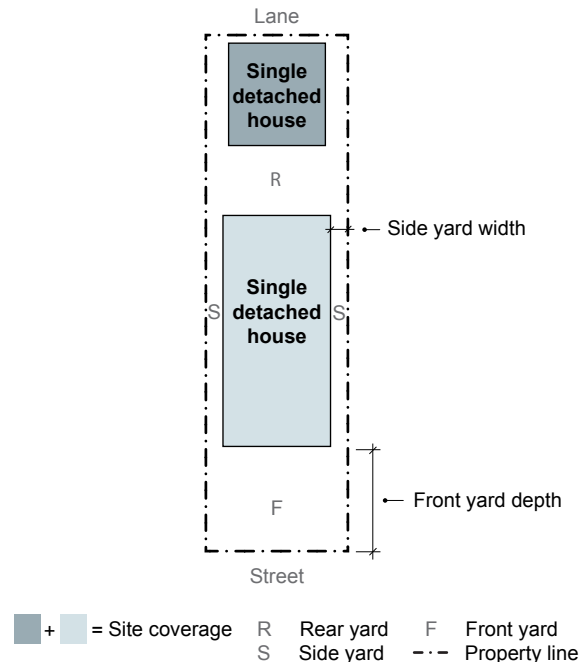 Lane
Single
detached
house
R
Side yard width
Single
detached
house
S
S
Front yard depth
F
Street
+ = Site coverage R Rear yard F Front yard
S Side yard Property line